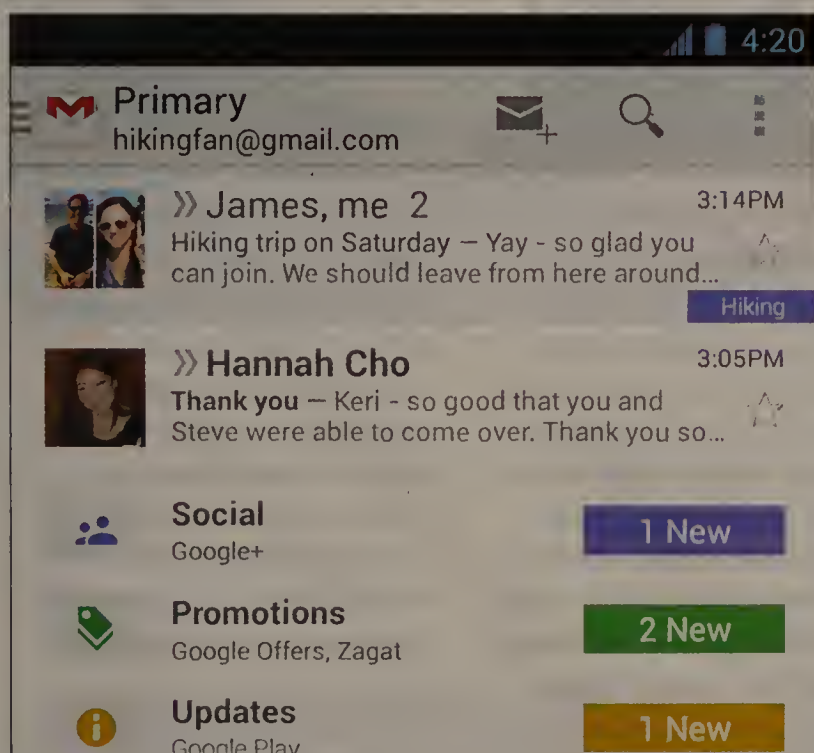 4:20
Primary
hikingfan@gmail.com
» James, me 2 3:14PM
Hiking trip on Saturday – Yay - so glad you
can join. We should leave from here around...
Hiking
» Hannah Cho 3:05PM
Thank you – Keri - so good that you and
Steve were able to come over. Thank you so...
Social 1 New
Google+
Promotions 2 New
Google Offers, Zagat
Updates 1 New
Google Play